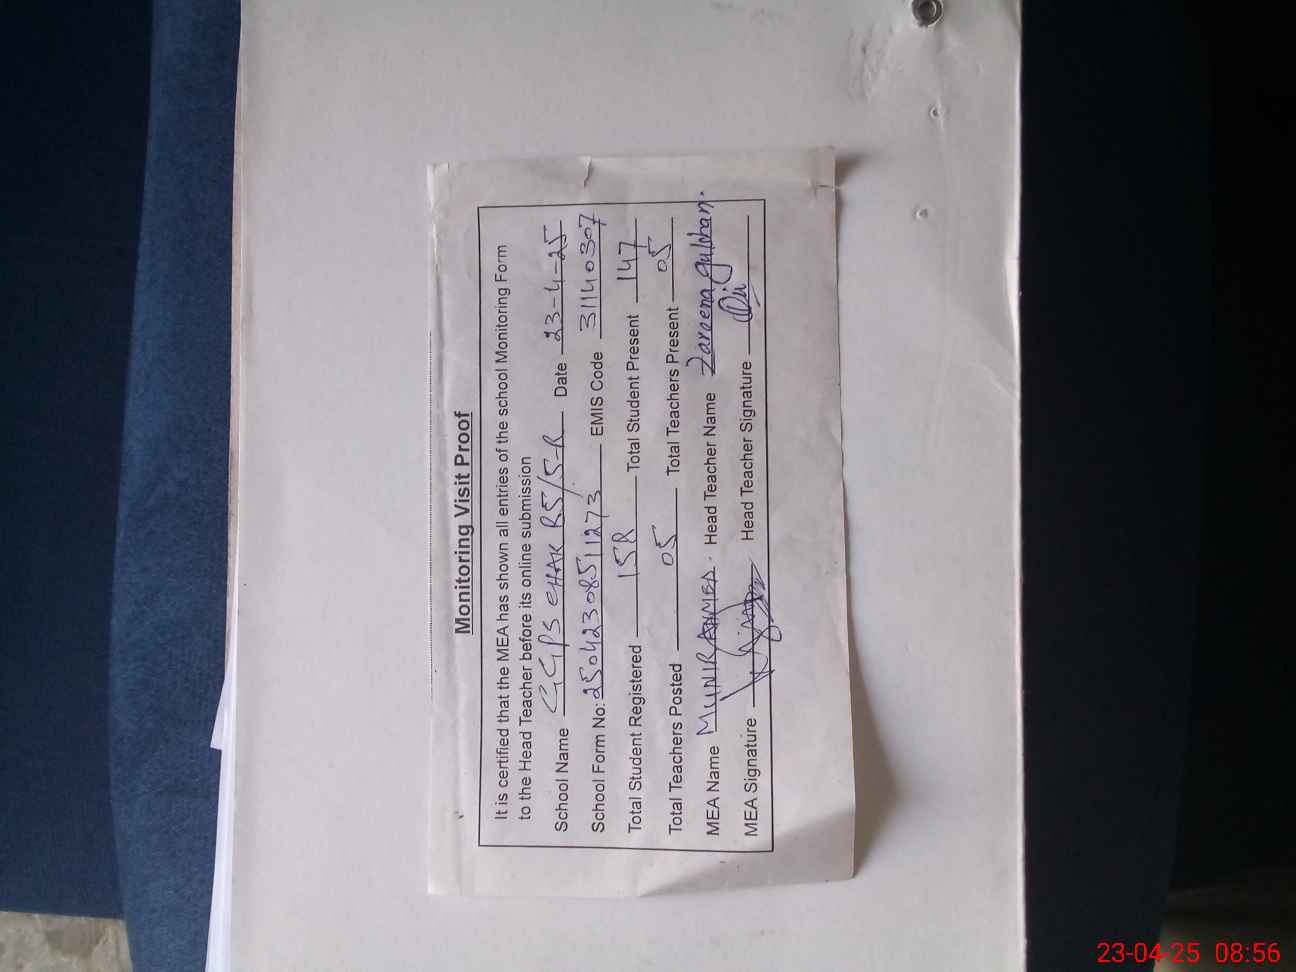 Monitoring Visit Proof
It is certified that the MEA has shown all entries of the school Monitoring Form
to the Head Teacher before its online submission
School Name GGPS CHAK 85/5-R Date 23-4-25
School Form No: 25042308511273 EMIS Code 31140307
Total Student Registered 158 Total Student Present 147
Total Teachers Posted 05 Total Teachers Present 05
MEA Name MUNIR AHMED. Head Teacher Name Zareena Gulshan.
MEA Signature Head Teacher Signature
23-04-25 08:56